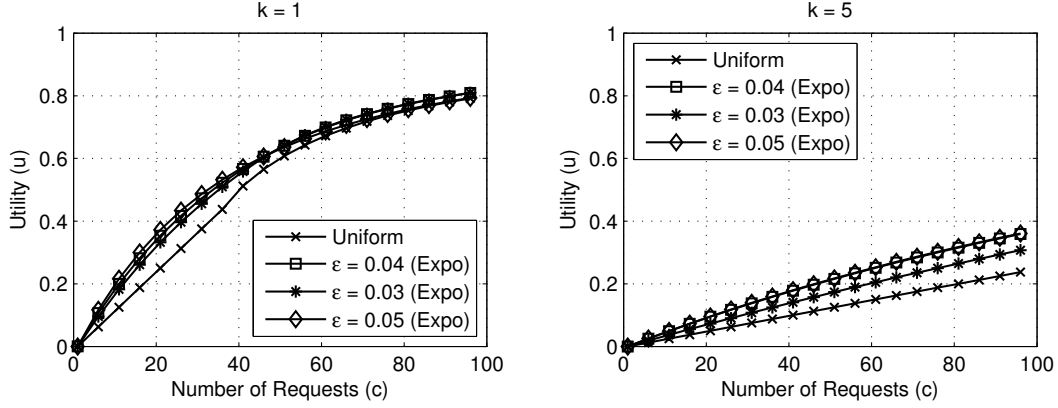 k = 1
1
0.8
0.6
0.4
0.2
0
Utility (u)
0 20 40 60 80 100
Number of Requests (c)
Uniform
ε = 0.04 (Expo)
ε = 0.03 (Expo)
ε = 0.05 (Expo)
k = 5
1
0.8
0.6
0.4
0.2
0
Utility (u)
0 20 40 60 80 100
Number of Requests (c)
Uniform
ε = 0.04 (Expo)
ε = 0.03 (Expo)
ε = 0.05 (Expo)